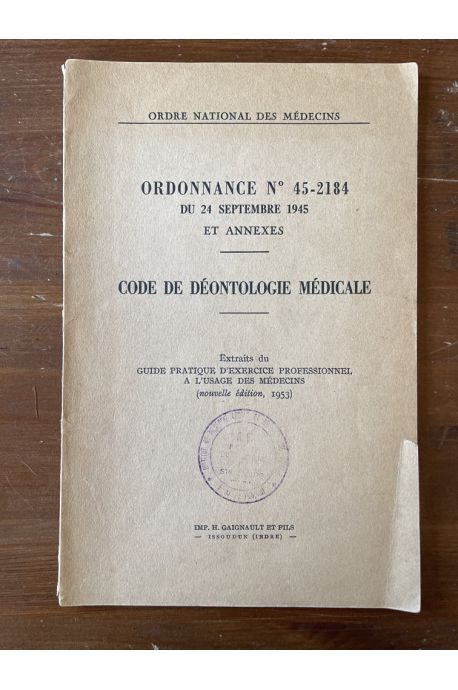 ORDRE NATIONAL DES MÉDECINS
ORDONNANCE N° 45-2184
DU 24 SEPTEMBRE 1945
ET ANNEXES
CODE DE DÉONTOLOGIE MÉDICALE
Extraits du
GUIDE PRATIQUE D'EXERCICE PROFESSIONNEL
A L'USAGE DES MÉDECINS
(nouvelle édition, 1953)
IMP. H. GAIGNAULT ET FILS
— ISSOUDUN (INDRE) —